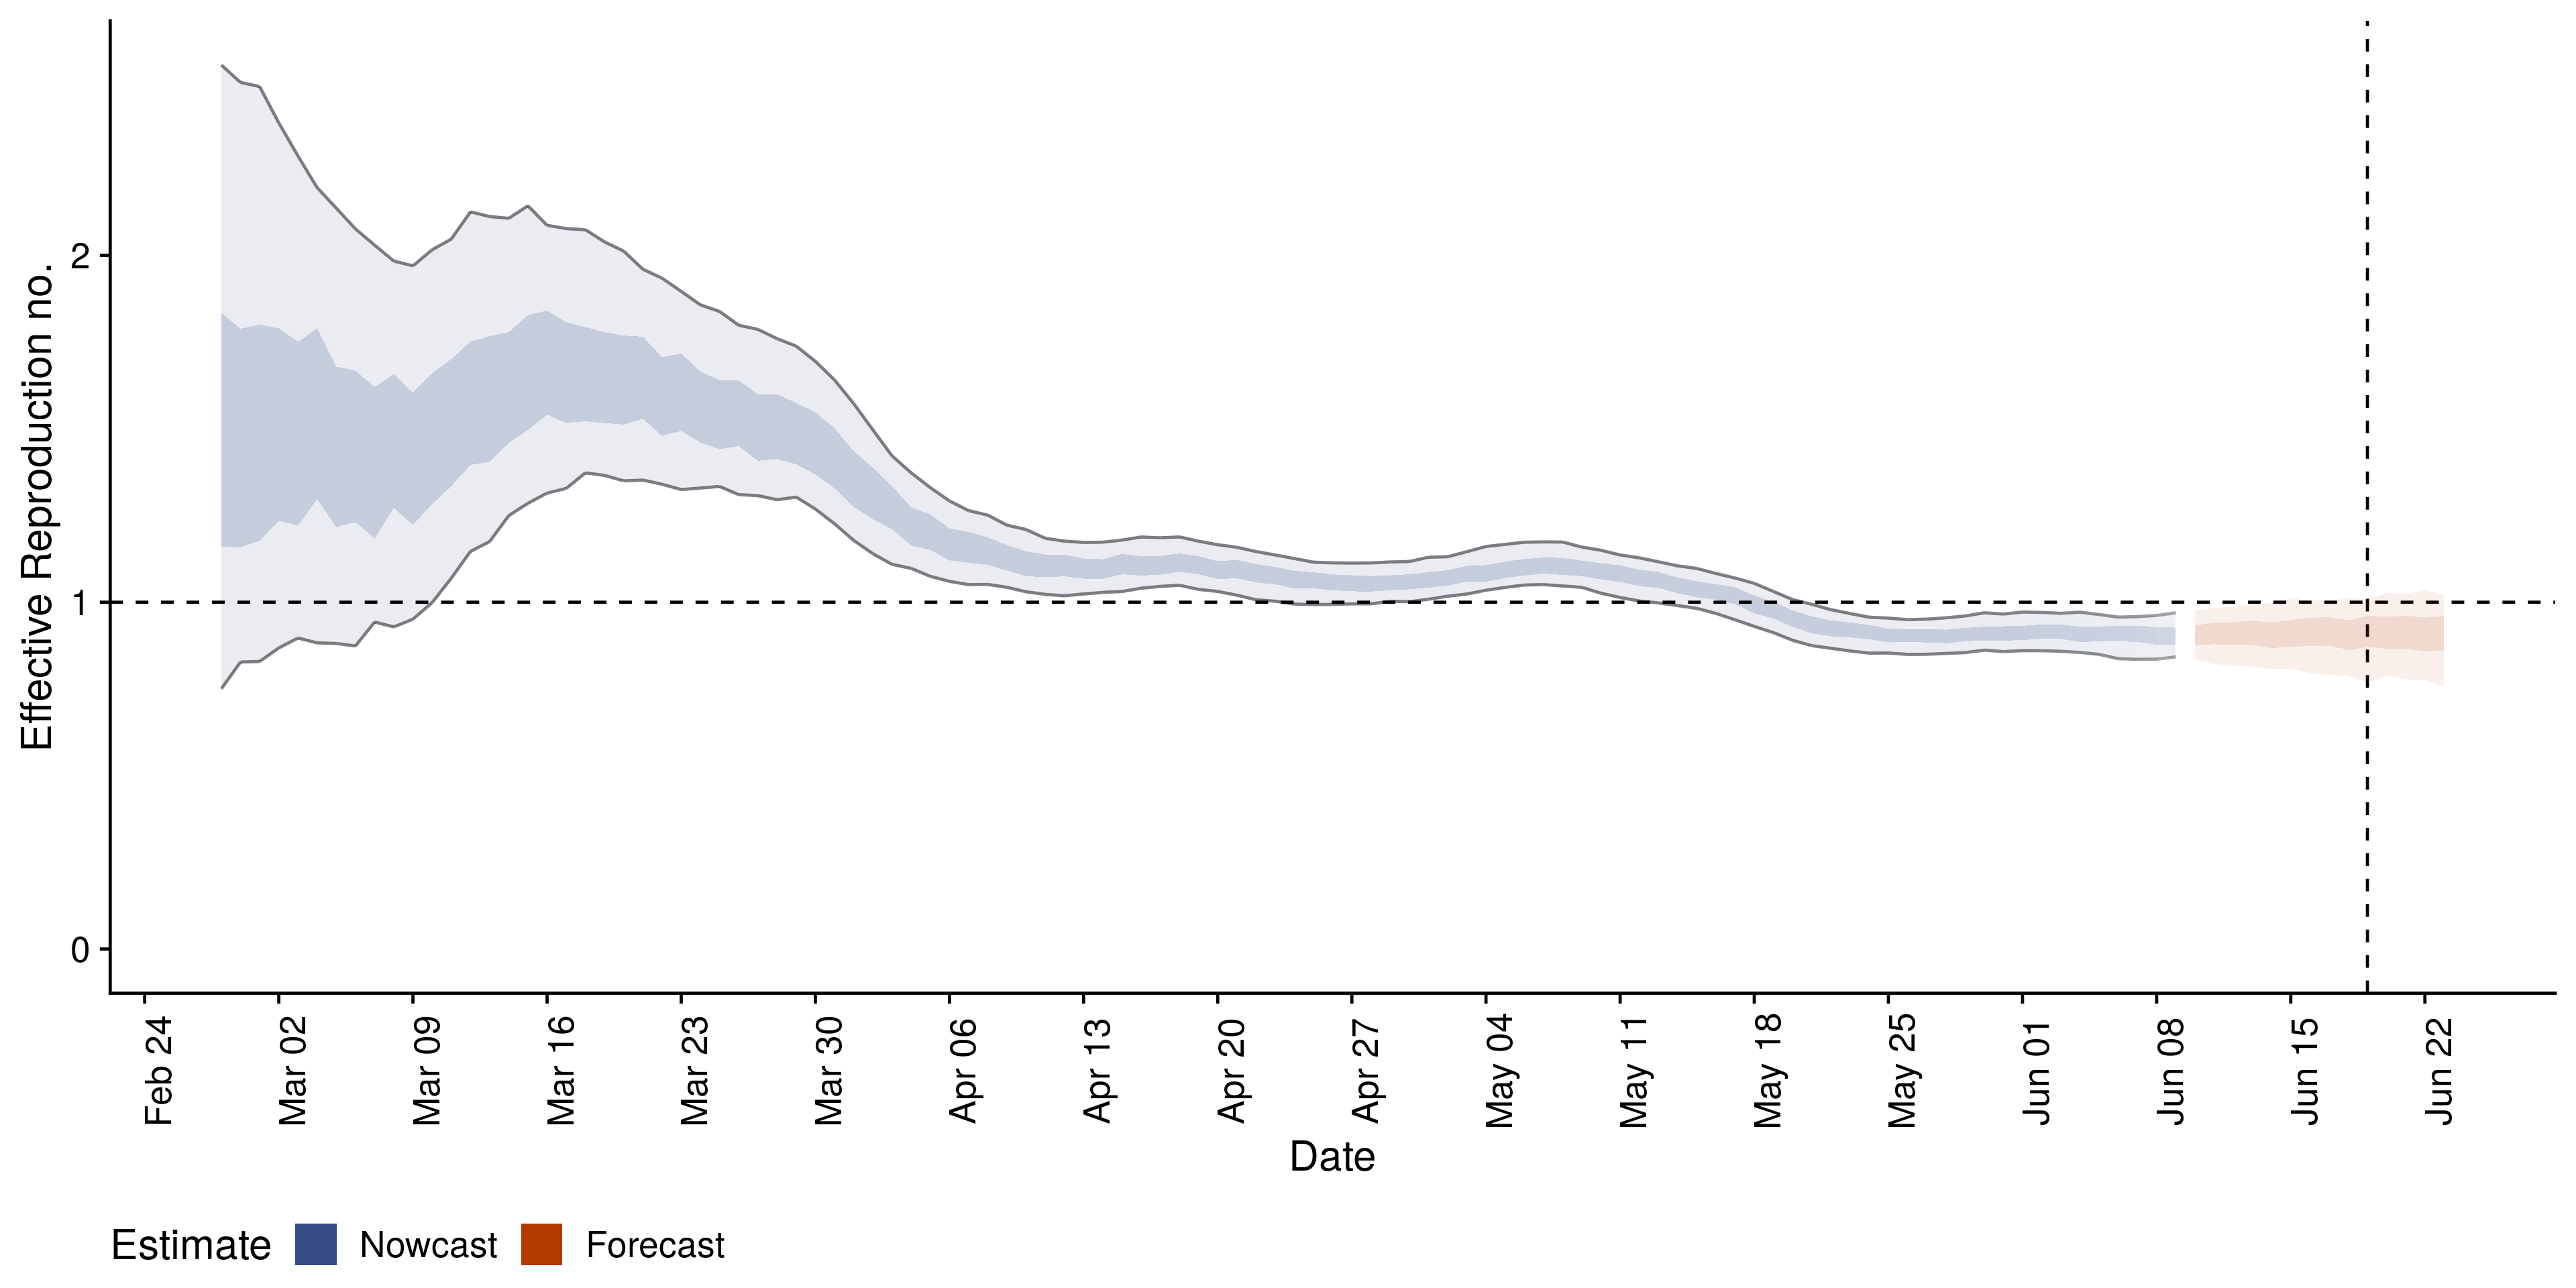 Effective Reproduction no.
2
1
0
Feb 24
Mar 02
Mar 09
Mar 16
Mar 23
Mar 30
Apr 06
Apr 13
Apr 20
Apr 27
May 04
May 11
May 18
May 25
Jun 01
Jun 08
Jun 15
Jun 22
Date
Estimate Nowcast Forecast